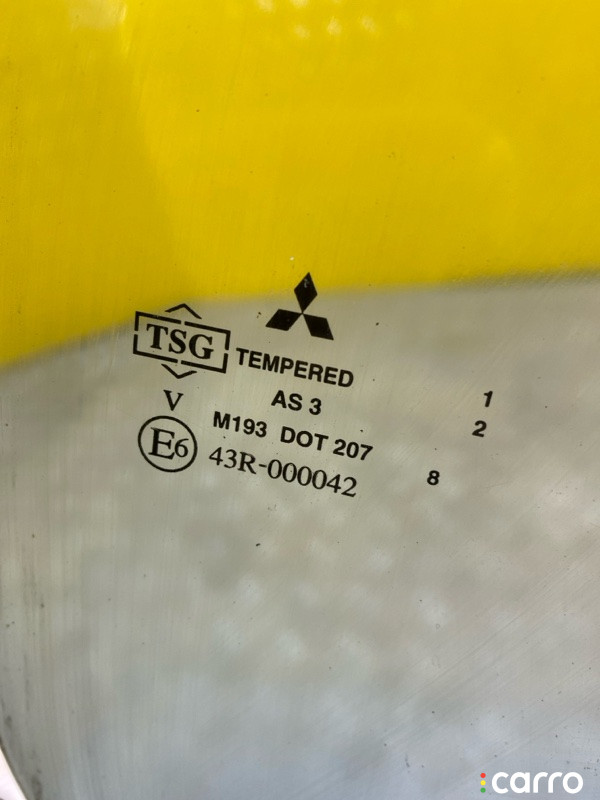 TSG
TEMPERED
AS 3
1
V
M193 DOT 207
2
E6
43R-000042
8
carro